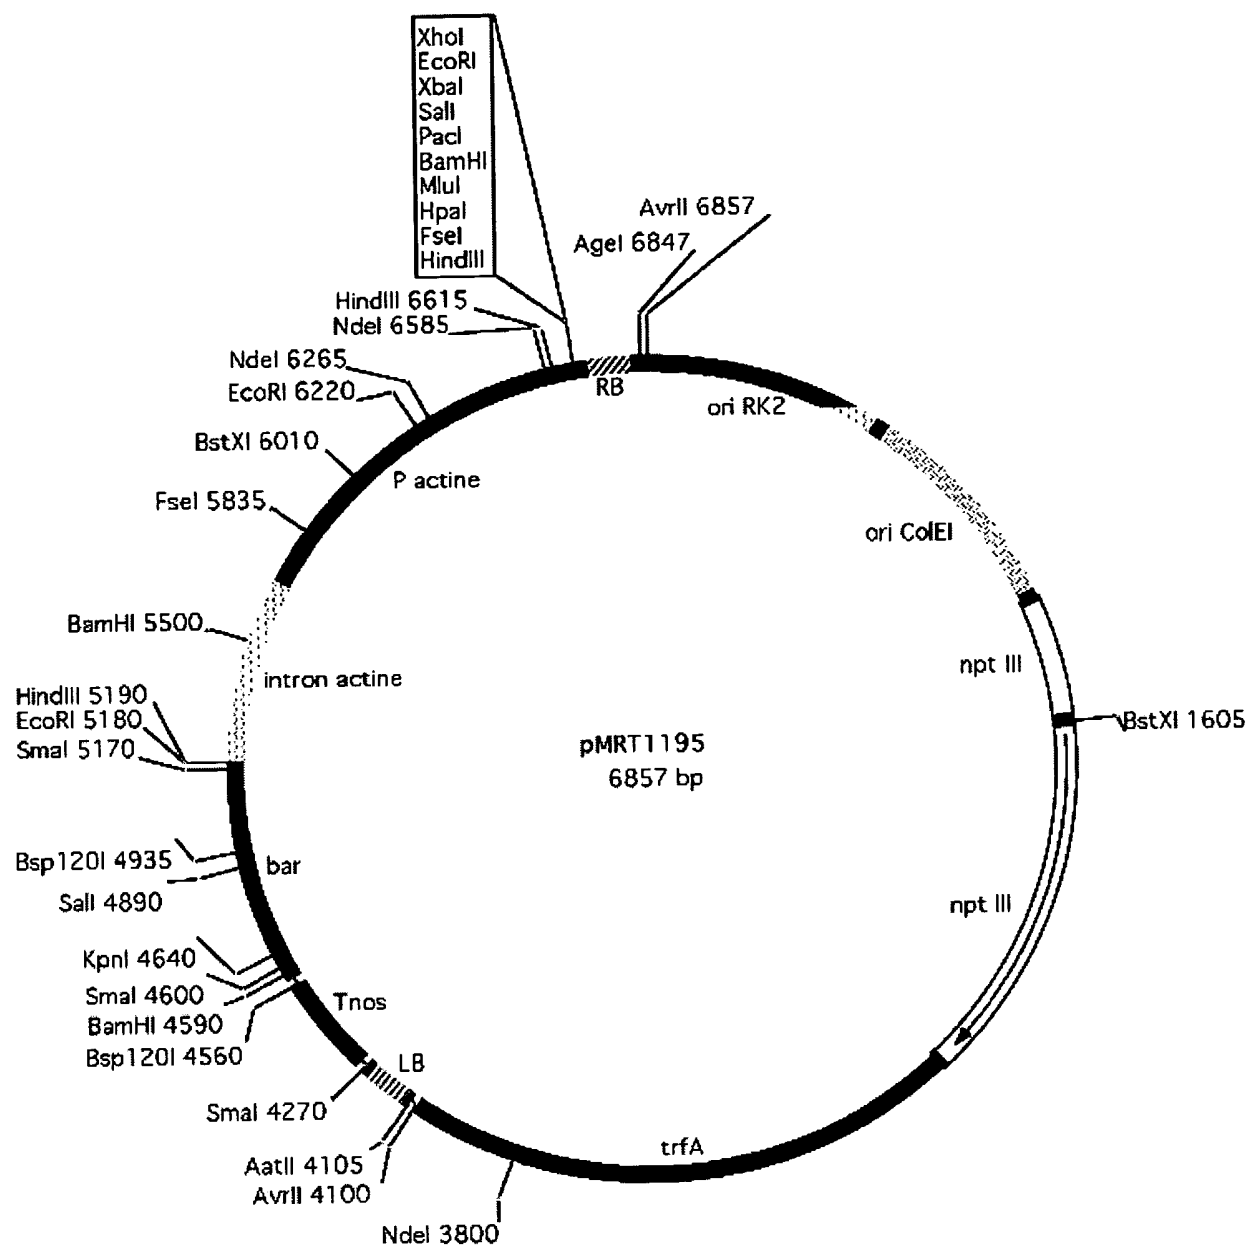 XhoI
EcoRI
XbaI
SalI
PacI
BamHI
MluI
HpaI
FseI
HindIII
AvrII 6857
AgeI 6847
HindIII 6615
NdeI 6585
NdeI 6265
EcoRI 6220
RB
ori RK2
BstXI 6010
P actine
FseI 5835
ori ColEI
BamHI 5500
npt III
intron actine
HindIII 5190
EcoRI 5180
SmaI 5170
BstXI 1605
pMRT1195
6857 bp
Bsp120I 4935
bar
SalI 4890
npt III
KpnI 4640
SmaI 4600
Tnos
BamHI 4590
Bsp120I 4560
LB
SmaI 4270
trfA
AatII 4105
AvrII 4100
NdeI 3800